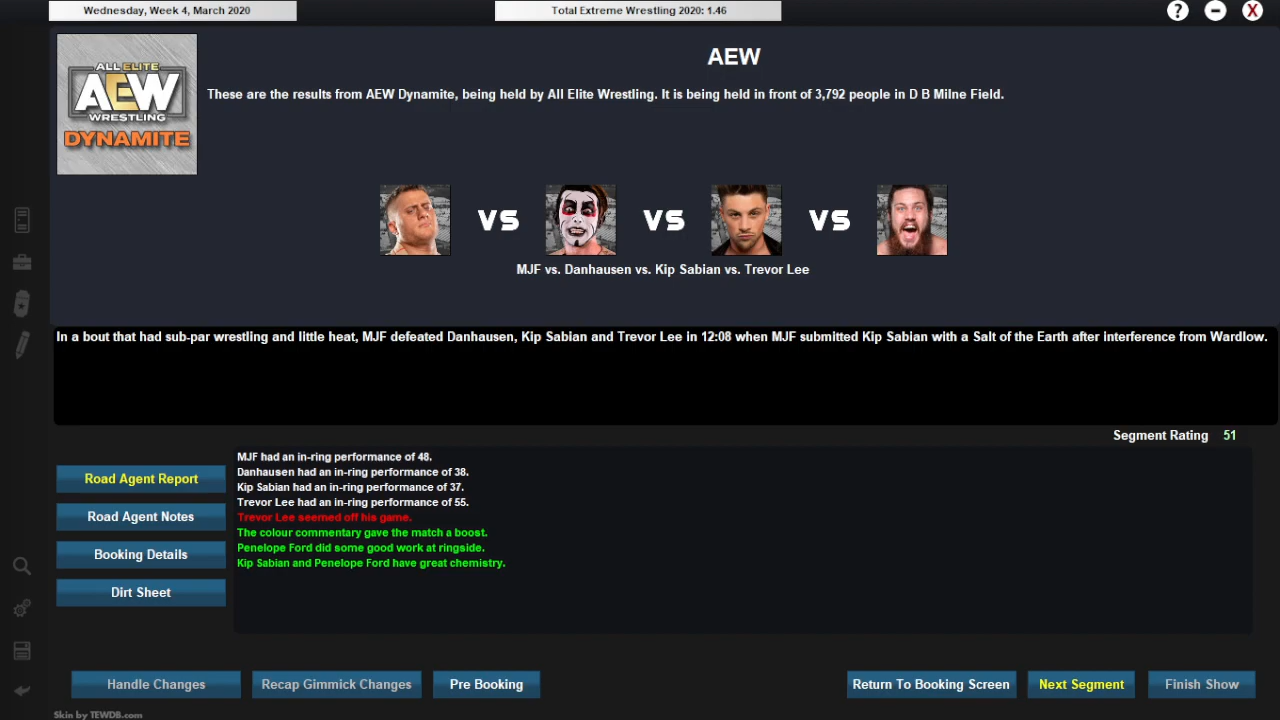 Wednesday, Week 4, March 2020
Total Extreme Wrestling 2020: 1.46
?
X
ALL ELITE
AEW
WRESTLING
DYNAMITE
AEW
These are the results from AEW Dynamite, being held by All Elite Wrestling. It is being held in front of 3,792 people in D B Milne Field.
VS VS VS
MJF vs. Danhausen vs. Kip Sabian vs. Trevor Lee
In a bout that had sub-par wrestling and little heat, MJF defeated Danhausen, Kip Sabian and Trevor Lee in 12:08 when MJF submitted Kip Sabian with a Salt of the Earth after interference from Wardlow.
Segment Rating 51
Road Agent Report
Road Agent Notes
Booking Details
Dirt Sheet
MJF had an in-ring performance of 48.
Danhausen had an in-ring performance of 38.
Kip Sabian had an in-ring performance of 37.
Trevor Lee had an in-ring performance of 55.
Trevor Lee seemed off his game.
The colour commentary gave the match a boost.
Penelope Ford did some good work at ringside.
Kip Sabian and Penelope Ford have great chemistry.
Handle Changes
Recap Gimmick Changes
Pre Booking
Return To Booking Screen
Next Segment
Finish Show
Skin by TEWDB.com